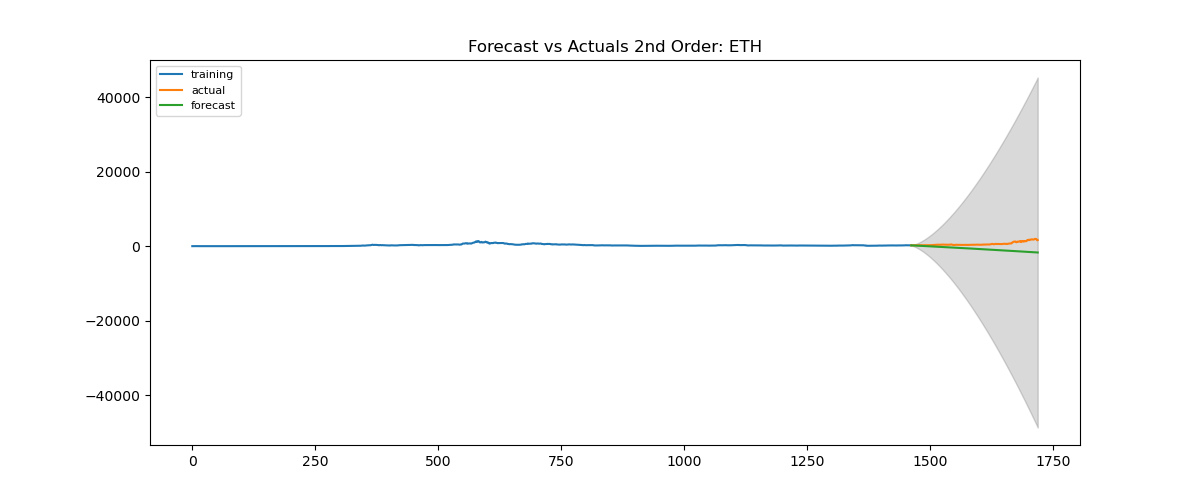 Forecast vs Actuals 2nd Order: ETH
training
actual
forecast
40000
20000
0
−20000
−40000
0 250 500 750 1000 1250 1500 1750